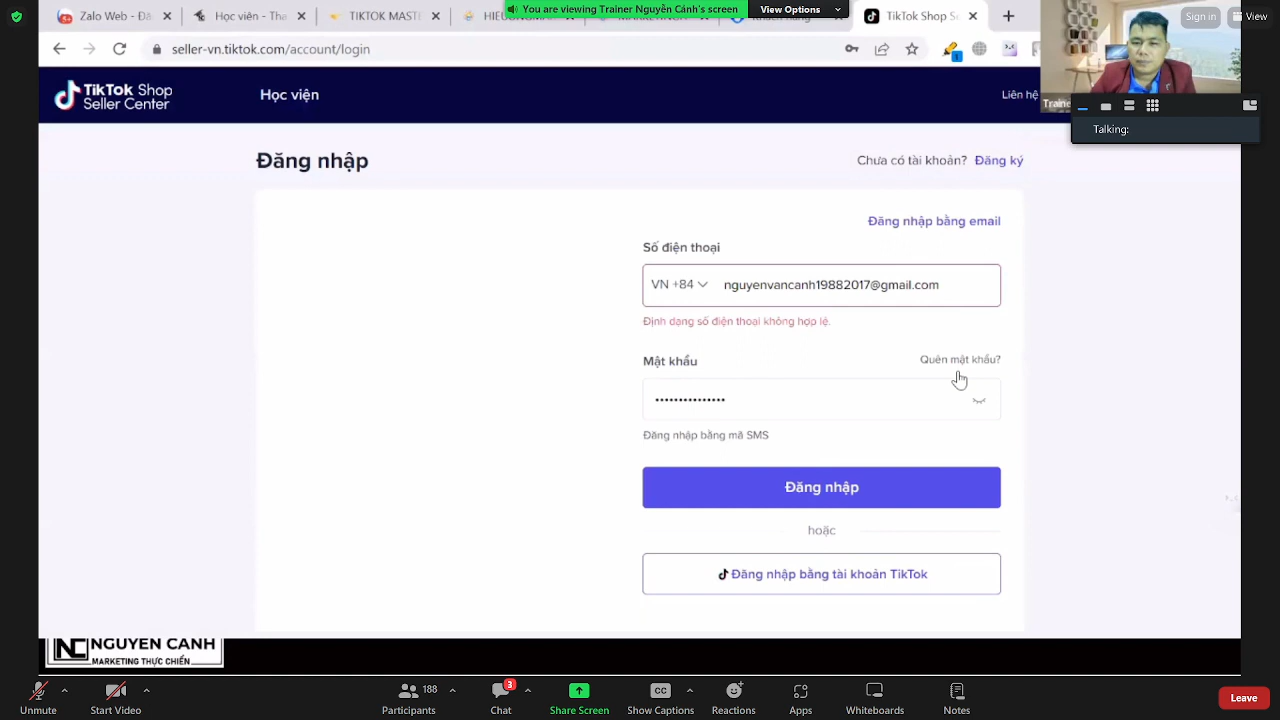 You are viewing Trainer Nguyễn Cảnh's screen
View Options
Zalo Web - Đă
Học viện - Tha
TIKTOK MAST
TikTok Shop S
Sign in
View
seller-vn.tiktok.com/account/login
1
TikTok Shop
Seller Center
Học viện
Liên hệ
Traine
Talking:
Đăng nhập
Chưa có tài khoản? Đăng ký
Đăng nhập bằng email
Số điện thoại
VN +84
nguyenvancanh19882017@gmail.com
Định dạng số điện thoại không hợp lệ.
Mật khẩu
Quên mật khẩu?
Đăng nhập bằng mã SMS
Đăng nhập
hoặc
Đăng nhập bằng tài khoản TikTok
NC NGUYEN CANH
MARKETING THỰC CHIẾN
188
3
CC
Unmute
Start Video
Participants
Chat
Share Screen
Show Captions
Reactions
Apps
Whiteboards
Notes
Leave